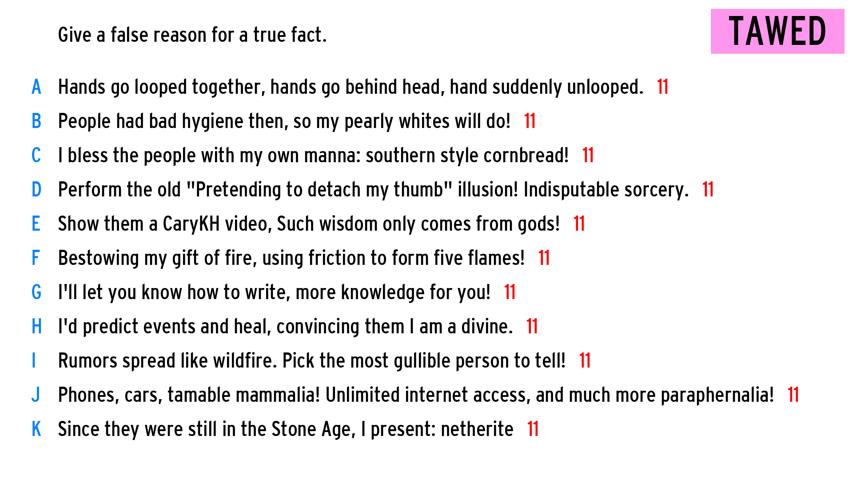 Give a false reason for a true fact.
TAWED
A Hands go looped together, hands go behind head, hand suddenly unlooped. 11
B People had bad hygiene then, so my pearly whites will do! 11
C I bless the people with my own manna: southern style cornbread! 11
D Perform the old "Pretending to detach my thumb" illusion! Indisputable sorcery. 11
E Show them a CaryKH video, Such wisdom only comes from gods! 11
F Bestowing my gift of fire, using friction to form five flames! 11
G I'll let you know how to write, more knowledge for you! 11
H I'd predict events and heal, convincing them I am a divine. 11
I Rumors spread like wildfire. Pick the most gullible person to tell! 11
J Phones, cars, tamable mammalia! Unlimited internet access, and much more paraphernalia! 11
K Since they were still in the Stone Age, I present: netherite 11